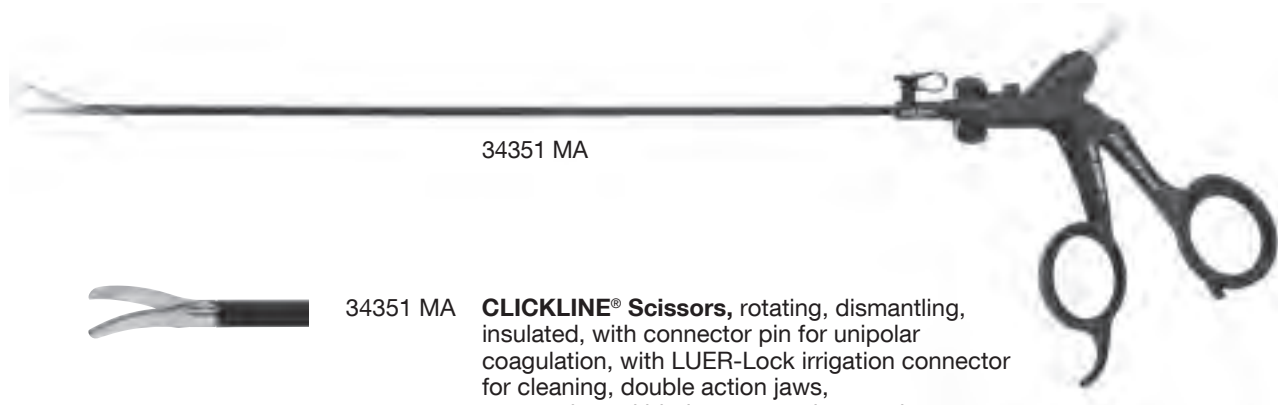 34351 MA
34351 MA CLICKLINE® Scissors, rotating, dismantling,
insulated, with connector pin for unipolar
coagulation, with LUER-Lock irrigation connector
for cleaning, double action jaws,